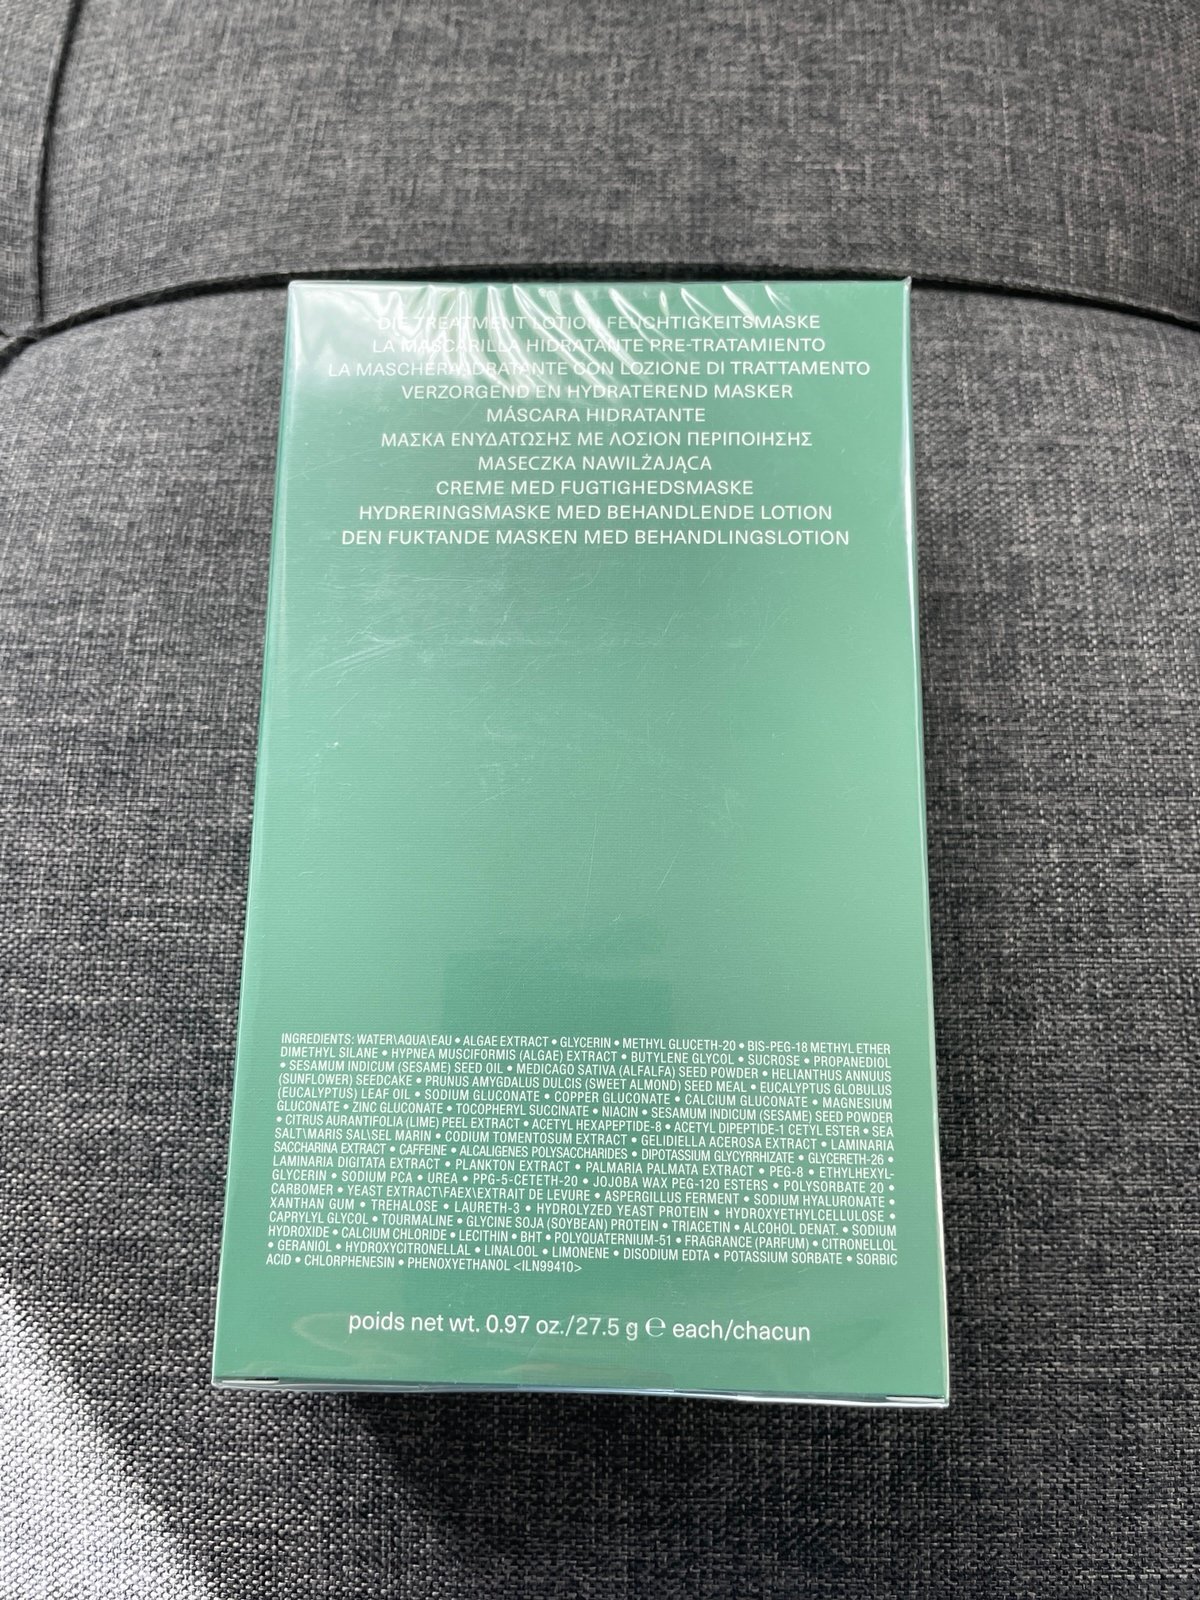 DIE TREATMENT LOTION FEUCHTIGKEITSMASKE
LA MASCARILLA HIDRATANTE PRE-TRATAMIENTO
LA MASCHERA IDRATANTE CON LOZIONE DI TRATTAMENTO
VERZORGEND EN HYDRATEREND MASKER
MÁSCARA HIDRATANTE
ΜΑΣΚΑ ΕΝΥΔΑΤΩΣΗΣ ΜΕ ΛΟΣΙΟΝ ΠΕΡΙΠΟΙΗΣΗΣ
MASECZKA NAWILŻAJĄCA
CREME MED FUGTIGHEDSMASKE
HYDRERINGSMASKE MED BEHANDLENDE LOTION
DEN FUKTANDE MASKEN MED BEHANDLINGSLOTION
INGREDIENTS: WATER\AQUA\EAU • ALGAE EXTRACT • GLYCERIN • METHYL GLUCETH-20 • BIS-PEG-18 METHYL ETHER
DIMETHYL SILANE • HYPNEA MUSCIFORMIS (ALGAE) EXTRACT • BUTYLENE GLYCOL • SUCROSE • PROPANEDIOL
• SESAMUM INDICUM (SESAME) SEED OIL • MEDICAGO SATIVA (ALFALFA) SEED POWDER • HELIANTHUS ANNUUS
(SUNFLOWER) SEEDCAKE • PRUNUS AMYGDALUS DULCIS (SWEET ALMOND) SEED MEAL • EUCALYPTUS GLOBULUS
(EUCALYPTUS) LEAF OIL • SODIUM GLUCONATE • COPPER GLUCONATE • CALCIUM GLUCONATE • MAGNESIUM
GLUCONATE • ZINC GLUCONATE • TOCOPHERYL SUCCINATE • NIACIN • SESAMUM INDICUM (SESAME) SEED POWDER
• CITRUS AURANTIFOLIA (LIME) PEEL EXTRACT • ACETYL HEXAPEPTIDE-8 • ACETYL DIPEPTIDE-1 CETYL ESTER • SEA
SALT\MARIS SAL\SEL MARIN • CODIUM TOMENTOSUM EXTRACT • GELIDIELLA ACEROSA EXTRACT • LAMINARIA
SACCHARINA EXTRACT • CAFFEINE • ALCALIGENES POLYSACCHARIDES • DIPOTASSIUM GLYCYRRHIZATE • GLYCERETH-26 •
LAMINARIA DIGITATA EXTRACT • PLANKTON EXTRACT • PALMARIA PALMATA EXTRACT • PEG-8 • ETHYLHEXYL-
GLYCERIN • SODIUM PCA • UREA • PPG-5-CETETH-20 • JOJOBA WAX PEG-120 ESTERS • POLYSORBATE 20 •
CARBOMER • YEAST EXTRACT\FAEX\EXTRAIT DE LEVURE • ASPERGILLUS FERMENT • SODIUM HYALURONATE •
XANTHAN GUM • TREHALOSE • LAURETH-3 • HYDROLYZED YEAST PROTEIN • HYDROXYETHYLCELLULOSE •
CAPRYLYL GLYCOL • TOURMALINE • GLYCINE SOJA (SOYBEAN) PROTEIN • TRIACETIN • ALCOHOL DENAT. • SODIUM
HYDROXIDE • CALCIUM CHLORIDE • LECITHIN • BHT • POLYQUATERNIUM-51 • FRAGRANCE (PARFUM) • CITRONELLOL
• GERANIOL • HYDROXYCITRONELLAL • LINALOOL • LIMONENE • DISODIUM EDTA • POTASSIUM SORBATE • SORBIC
ACID • CHLORPHENESIN • PHENOXYETHANOL <ILN99410>
poids net wt. 0.97 oz./27.5 g ℮ each/chacun